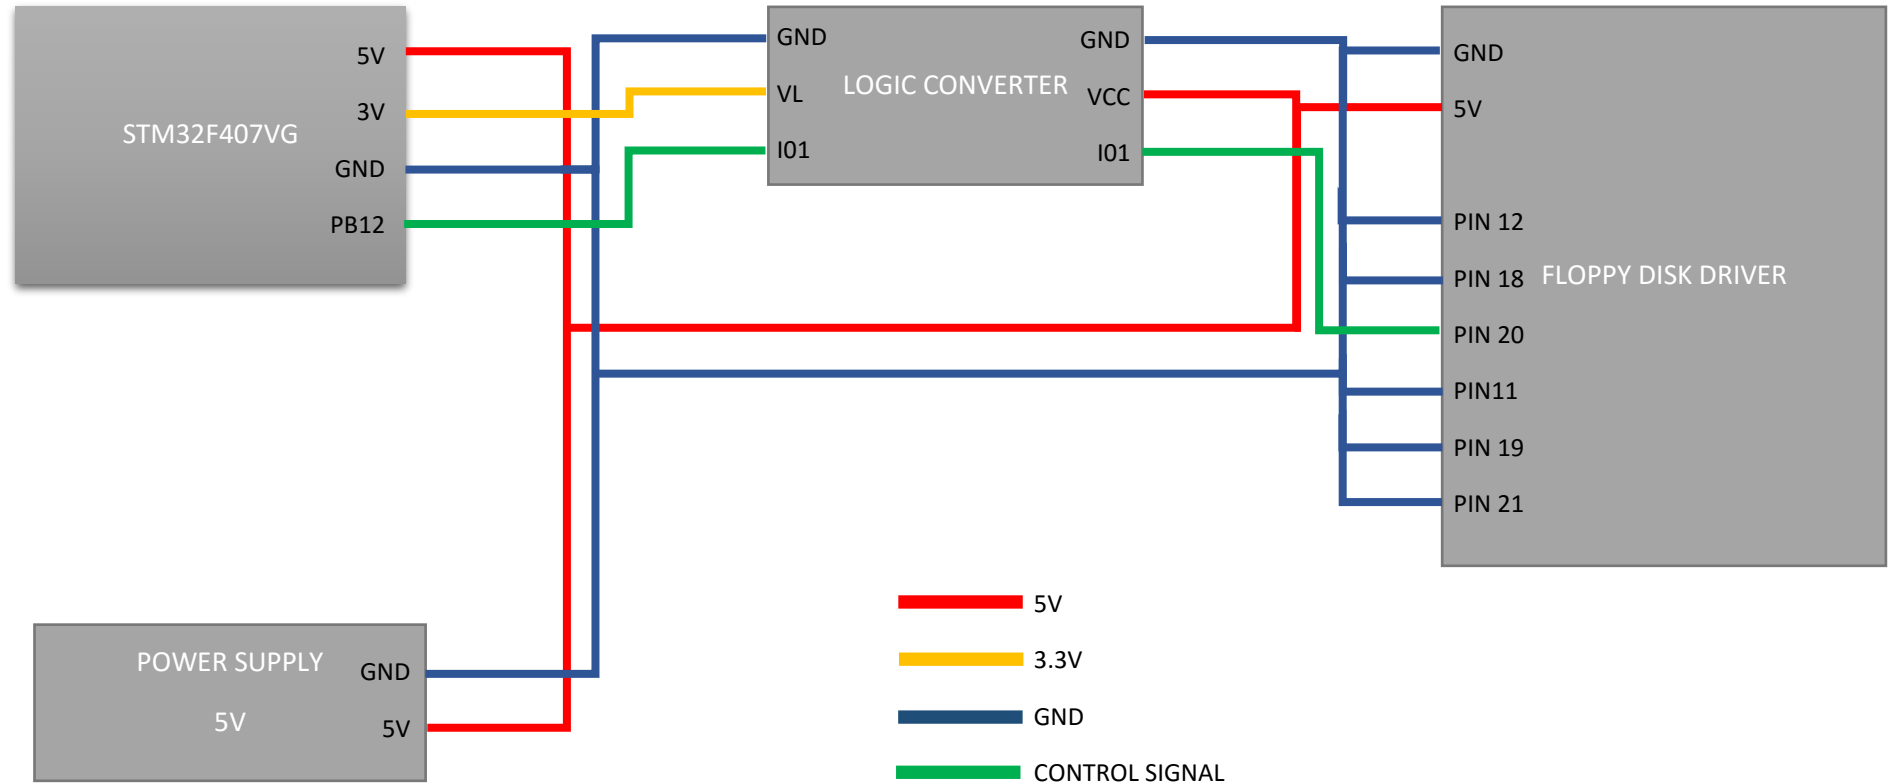 STM32F407VG
5V
3V
GND
PB12
LOGIC CONVERTER
GND
VL
I01
GND
VCC
I01
FLOPPY DISK DRIVER
GND
5V
PIN 12
PIN 18
PIN 20
PIN11
PIN 19
PIN 21
POWER SUPPLY
5V
GND
5V
5V
3.3V
GND
CONTROL SIGNAL